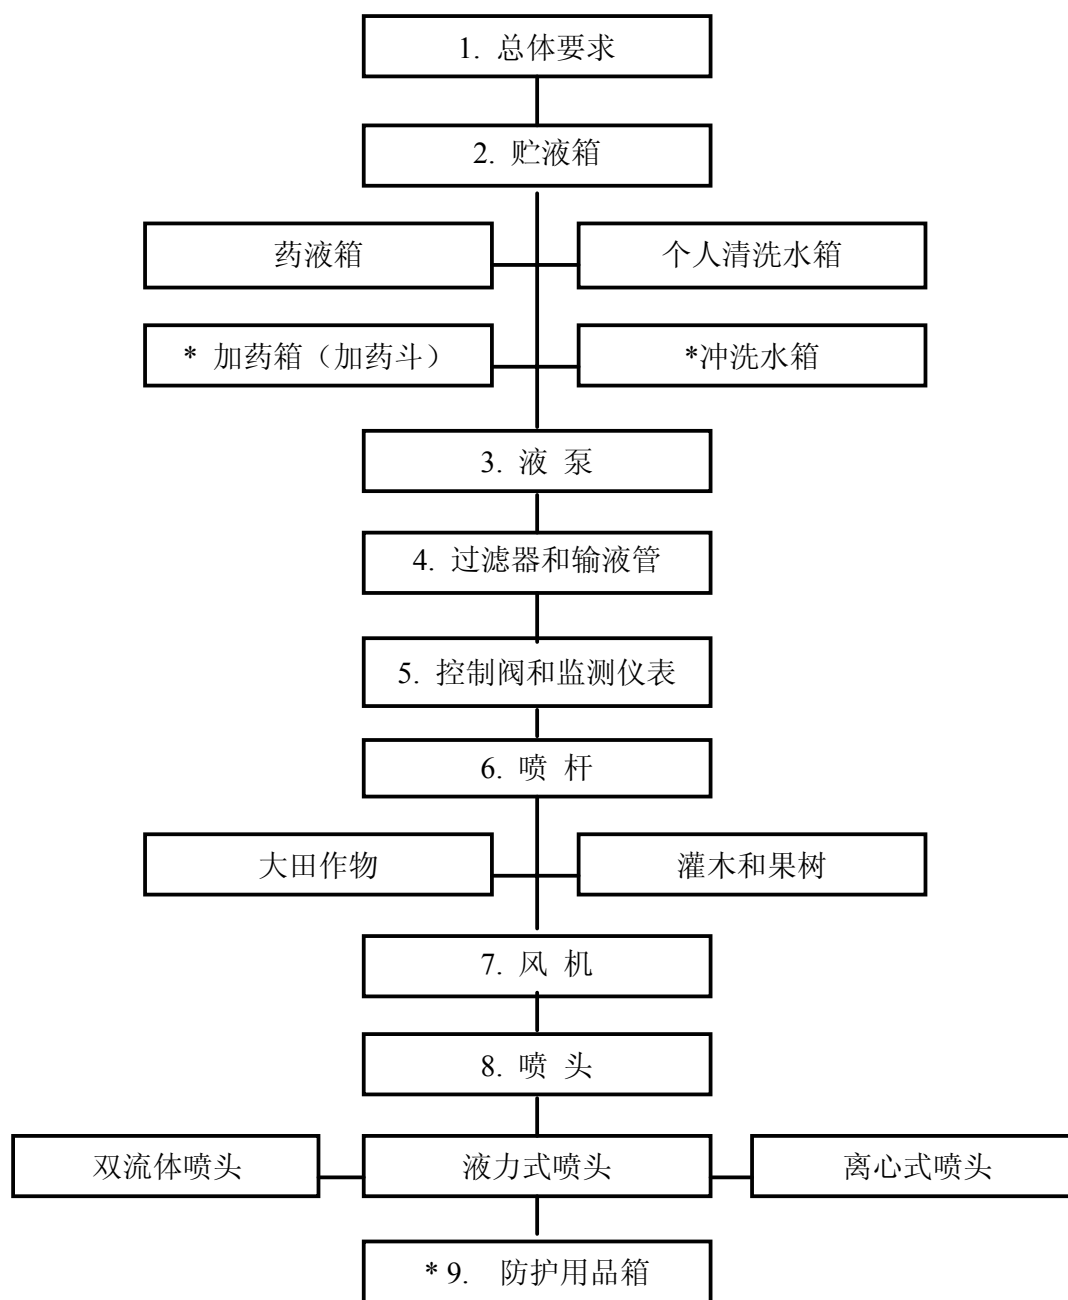 1. 总体要求
2. 贮液箱
药液箱
个人清洗水箱
* 加药箱（加药斗）
*冲洗水箱
3. 液 泵
4. 过滤器和输液管
5. 控制阀和监测仪表
6. 喷 杆
大田作物
灌木和果树
7. 风 机
8. 喷 头
双流体喷头
液力式喷头
离心式喷头
* 9. 防护用品箱